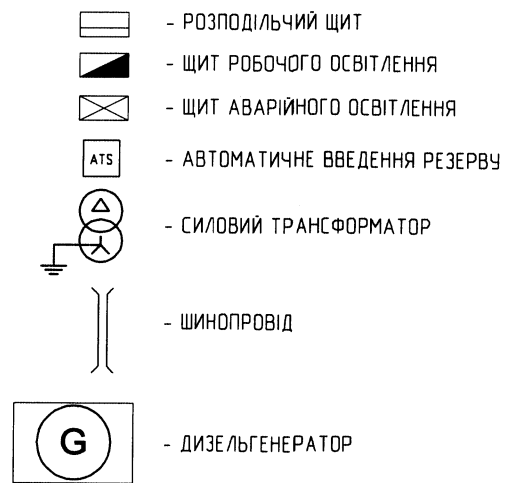 - РОЗПОДІЛЬЧИЙ ЩИТ
- ЩИТ РОБОЧОГО ОСВІТЛЕННЯ
- ЩИТ АВАРІЙНОГО ОСВІТЛЕННЯ
ATS - АВТОМАТИЧНЕ ВВЕДЕННЯ РЕЗЕРВУ
- СИЛОВИЙ ТРАНСФОРМАТОР
- ШИНОПРОВІД
G - ДИЗЕЛЬГЕНЕРАТОР